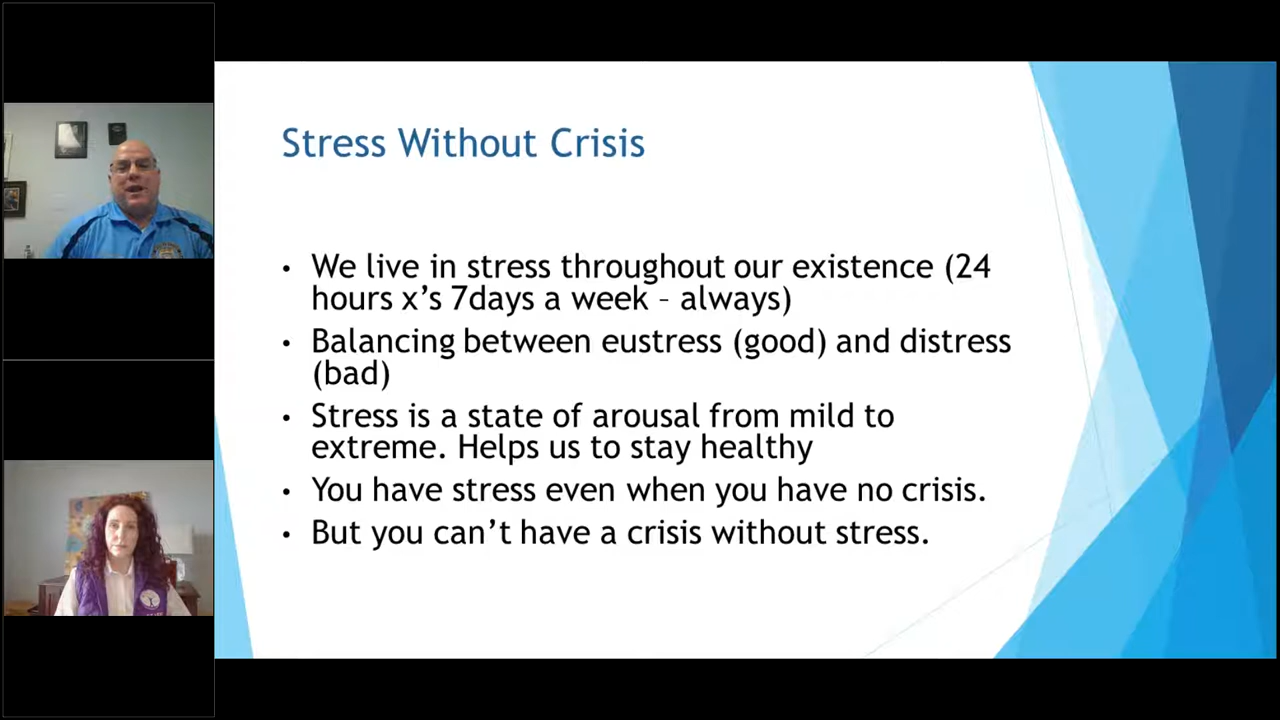 Stress Without Crisis
• We live in stress throughout our existence (24
hours x’s 7days a week – always)
• Balancing between eustress (good) and distress
(bad)
• Stress is a state of arousal from mild to
extreme. Helps us to stay healthy
• You have stress even when you have no crisis.
• But you can’t have a crisis without stress.